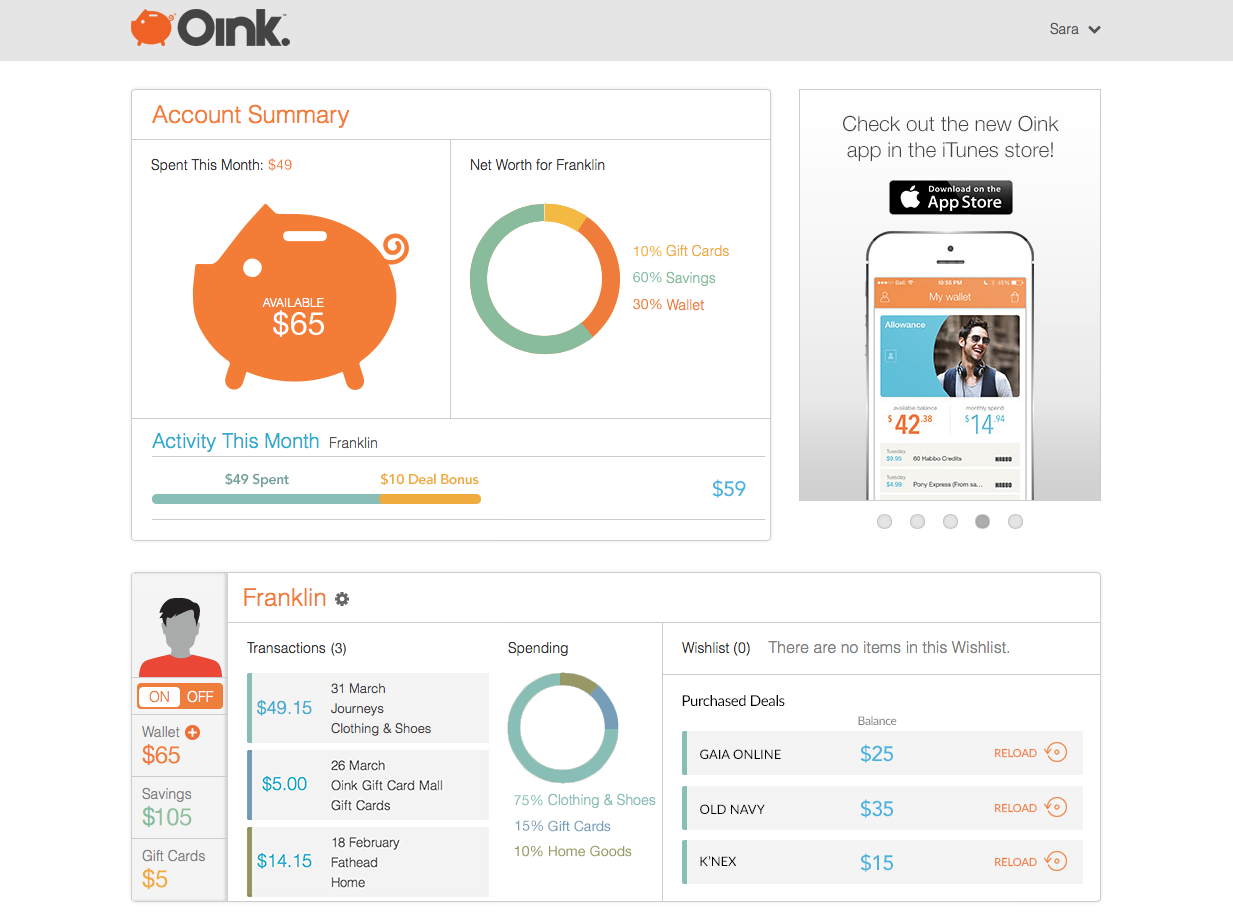 Oink.™
Sara
Account Summary
Spent This Month: $49
AVAILABLE
$65
Net Worth for Franklin
10% Gift Cards
60% Savings
30% Wallet
Activity This Month Franklin
$49 Spent
$10 Deal Bonus
$59
Check out the new Oink
app in the iTunes store!
Download on the
App Store
Bell
10:55 PM
45%
My wallet
Allowance
available balance
monthly spend
$42.38
$14.94
Tuesday
$9.95
60 Habbo Credits
HABBO
Tuesday
$4.99
Pony Express (From sa...
HABBO
Franklin
ON OFF
Wallet
$65
Savings
$105
Gift Cards
$5
Transactions (3)
$49.15
31 March
Journeys
Clothing & Shoes
$5.00
26 March
Oink Gift Card Mall
Gift Cards
$14.15
18 February
Fathead
Home
Spending
75% Clothing & Shoes
15% Gift Cards
10% Home Goods
Wishlist (0) There are no items in this Wishlist.
Purchased Deals
Balance
GAIA ONLINE $25 RELOAD
OLD NAVY $35 RELOAD
K'NEX $15 RELOAD